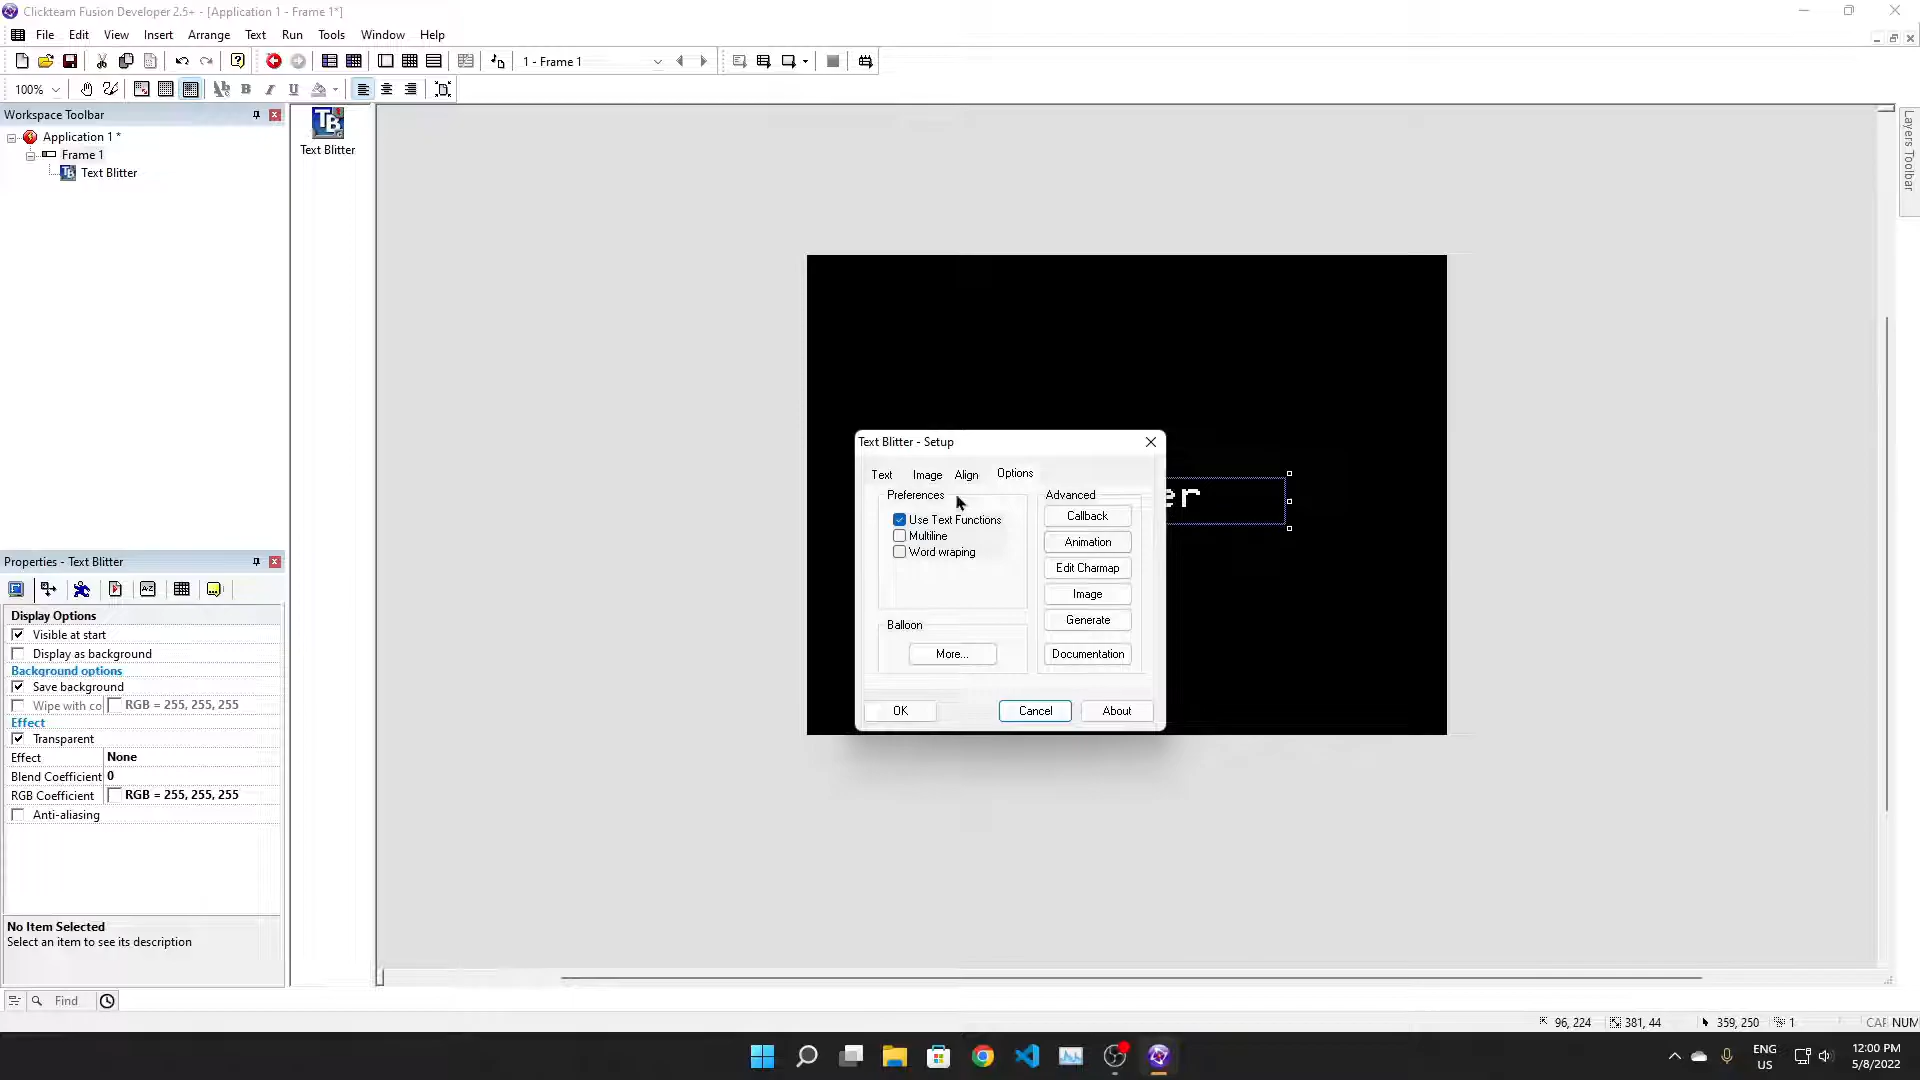 Clickteam Fusion Developer 2.5+ - [Application 1 - Frame 1*]
File Edit View Insert Arrange Text Run Tools Window Help
1 - Frame 1
100%
Workspace Toolbar
Application 1 *
Frame 1
Text Blitter
Text Blitter
Layers Toolbar
er
Text Blitter - Setup
Text Image Align Options
Preferences
Use Text Functions
Multiline
Word wraping
Balloon
More...
Advanced
Callback
Animation
Edit Charmap
Image
Generate
Documentation
OK Cancel About
Properties - Text Blitter
Display Options
Visible at start
Display as background
Background options
Save background
Wipe with co RGB = 255, 255, 255
Effect
Transparent
Effect None
Blend Coefficient 0
RGB Coefficient RGB = 255, 255, 255
Anti-aliasing
No Item Selected
Select an item to see its description
Find
96, 224 381, 44 359, 250 1 CAF NUM
ENG
US
12:00 PM
5/8/2022